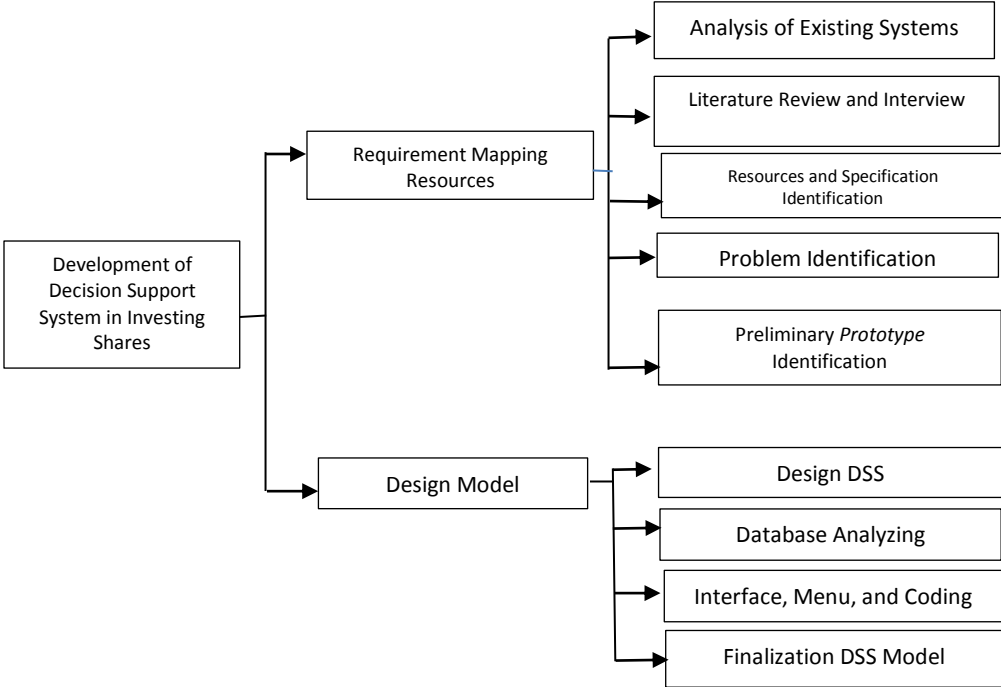 Development of
Decision Support
System in Investing
Shares
Requirement Mapping
Resources
Analysis of Existing Systems
Literature Review and Interview
Resources and Specification
Identification
Problem Identification
Preliminary Prototype
Identification
Design Model
Design DSS
Database Analyzing
Interface, Menu, and Coding
Finalization DSS Model